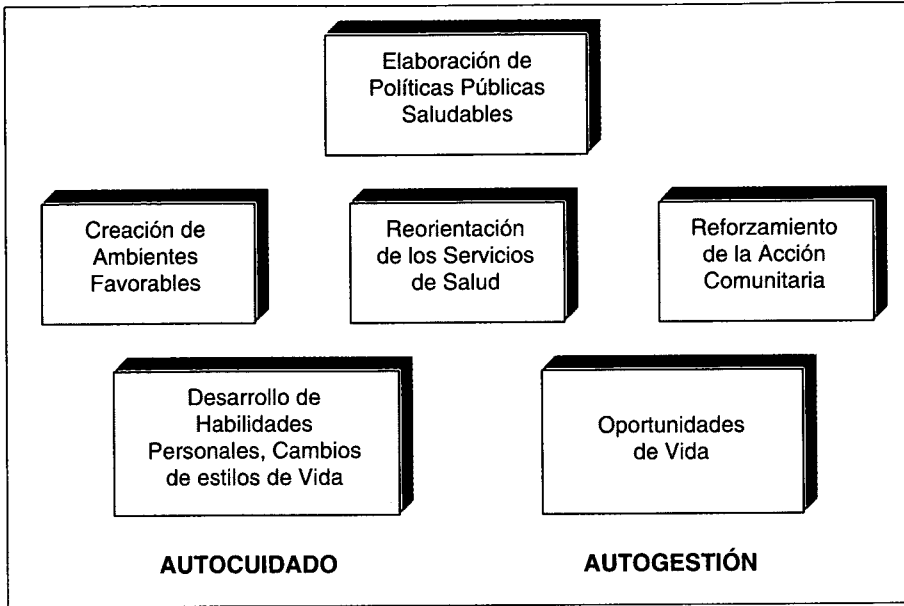 Elaboración de
Políticas Públicas
Saludables
Creación de
Ambientes
Favorables
Reorientación
de los Servicios
de Salud
Reforzamiento
de la Acción
Comunitaria
Desarrollo de
Habilidades
Personales, Cambios
de estilos de Vida
Oportunidades
de Vida
AUTOCUIDADO
AUTOGESTIÓN